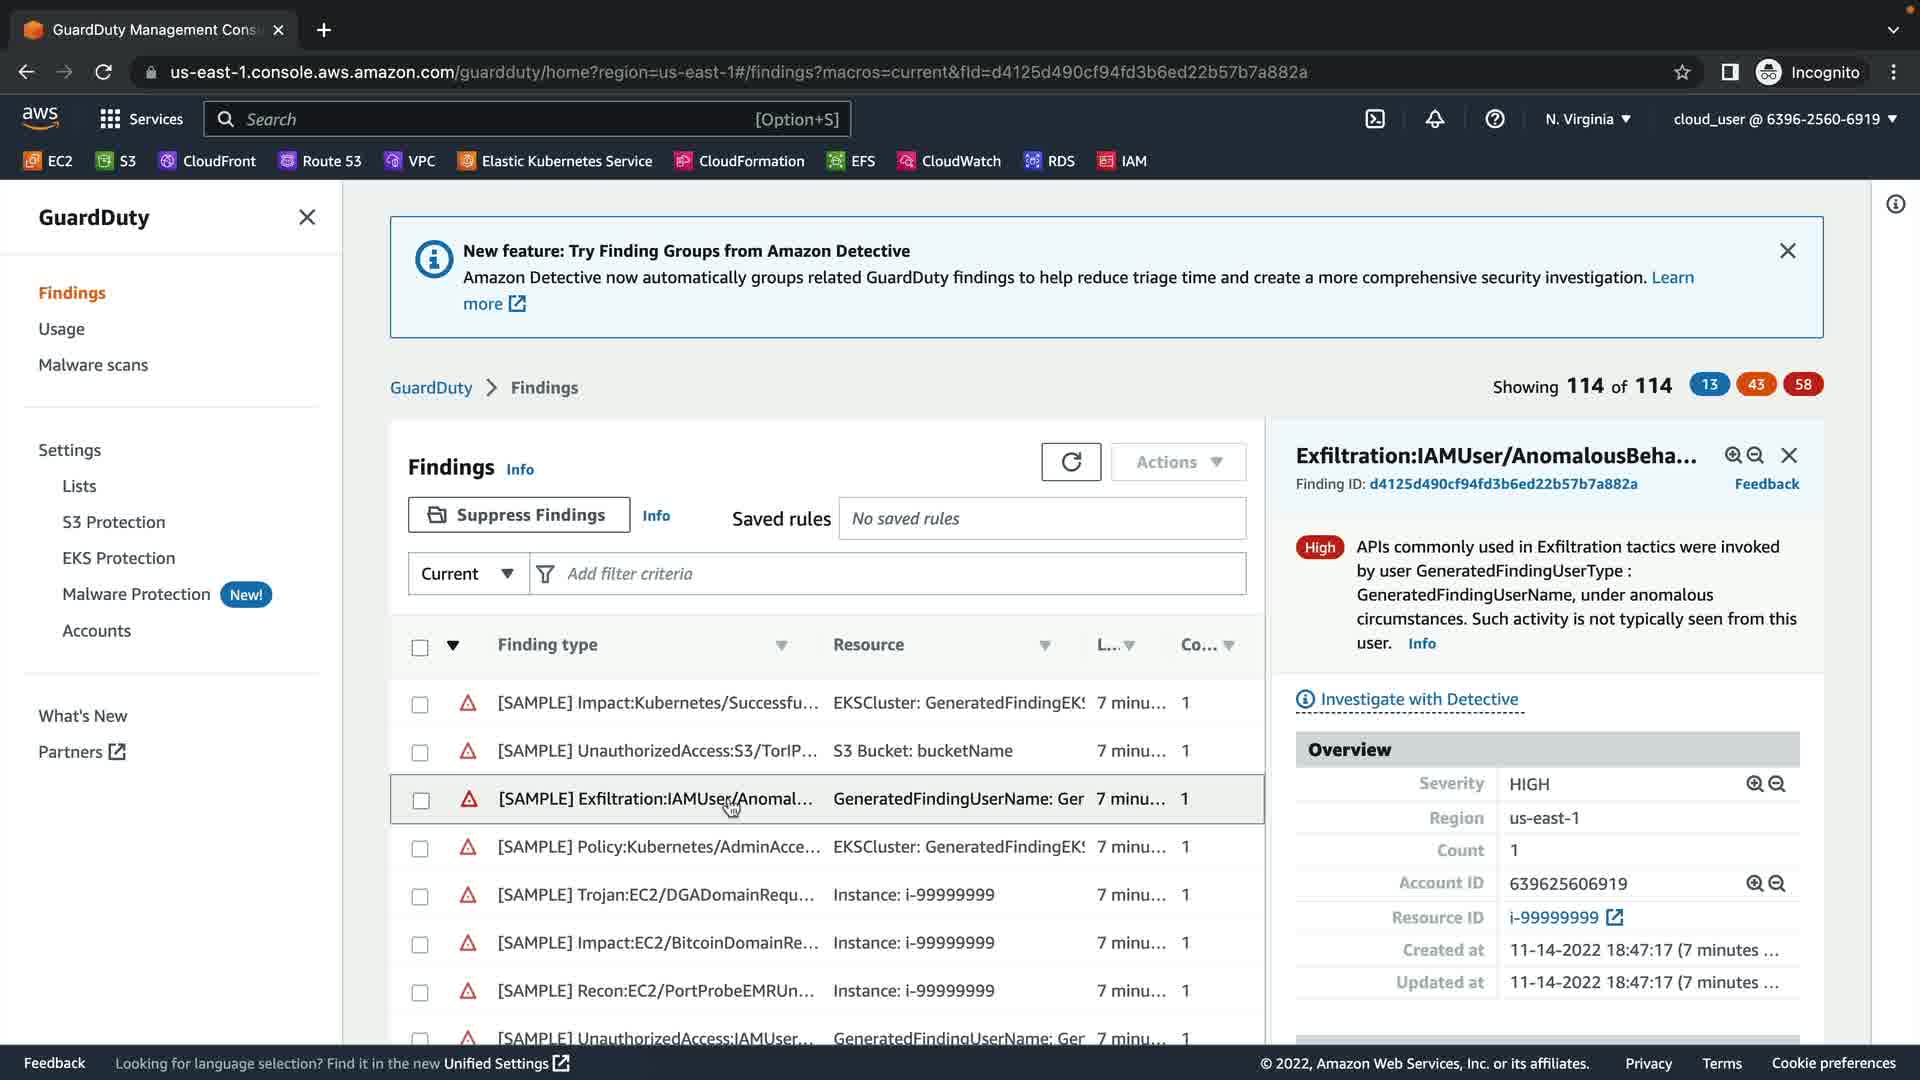 GuardDuty Management Cons
us-east-1.console.aws.amazon.com/guardduty/home?region=us-east-1#/findings?macros=current&fId=d4125d490cf94fd3b6ed22b57b7a882a
Incognito
aws
Services
Search
[Option+S]
N. Virginia
cloud_user @ 6396-2560-6919
EC2
S3
CloudFront
Route 53
VPC
Elastic Kubernetes Service
CloudFormation
EFS
CloudWatch
RDS
IAM
GuardDuty
Findings
Usage
Malware scans
Settings
Lists
S3 Protection
EKS Protection
Malware Protection New!
Accounts
What's New
Partners
New feature: Try Finding Groups from Amazon Detective
Amazon Detective now automatically groups related GuardDuty findings to help reduce triage time and create a more comprehensive security investigation. Learn
more
GuardDuty > Findings
Showing 114 of 114 13 43 58
Findings Info
Actions
Suppress Findings Info
Saved rules No saved rules
Current Add filter criteria
Finding type Resource L... Co...
[SAMPLE] Impact:Kubernetes/Successfu... EKSCluster: GeneratedFindingEKS 7 minu... 1
[SAMPLE] UnauthorizedAccess:S3/TorIP... S3 Bucket: bucketName 7 minu... 1
[SAMPLE] Exfiltration:IAMUser/Anomal... GeneratedFindingUserName: Ger 7 minu... 1
[SAMPLE] Policy:Kubernetes/AdminAcce... EKSCluster: GeneratedFindingEKS 7 minu... 1
[SAMPLE] Trojan:EC2/DGADomainRequ... Instance: i-99999999 7 minu... 1
[SAMPLE] Impact:EC2/BitcoinDomainRe... Instance: i-99999999 7 minu... 1
[SAMPLE] Recon:EC2/PortProbeEMRUn... Instance: i-99999999 7 minu... 1
[SAMPLE] UnauthorizedAccess:IAMUser... GeneratedFindingUserName: Ger 7 minu... 1
Exfiltration:IAMUser/AnomalousBeha...
Finding ID: d4125d490cf94fd3b6ed22b57b7a882a Feedback
High APIs commonly used in Exfiltration tactics were invoked
by user GeneratedFindingUserType :
GeneratedFindingUserName, under anomalous
circumstances. Such activity is not typically seen from this
user. Info
Investigate with Detective
Overview
Severity HIGH
Region us-east-1
Count 1
Account ID 639625606919
Resource ID i-99999999
Created at 11-14-2022 18:47:17 (7 minutes ...
Updated at 11-14-2022 18:47:17 (7 minutes ...
Feedback
Looking for language selection? Find it in the new Unified Settings
© 2022, Amazon Web Services, Inc. or its affiliates.
Privacy
Terms
Cookie preferences